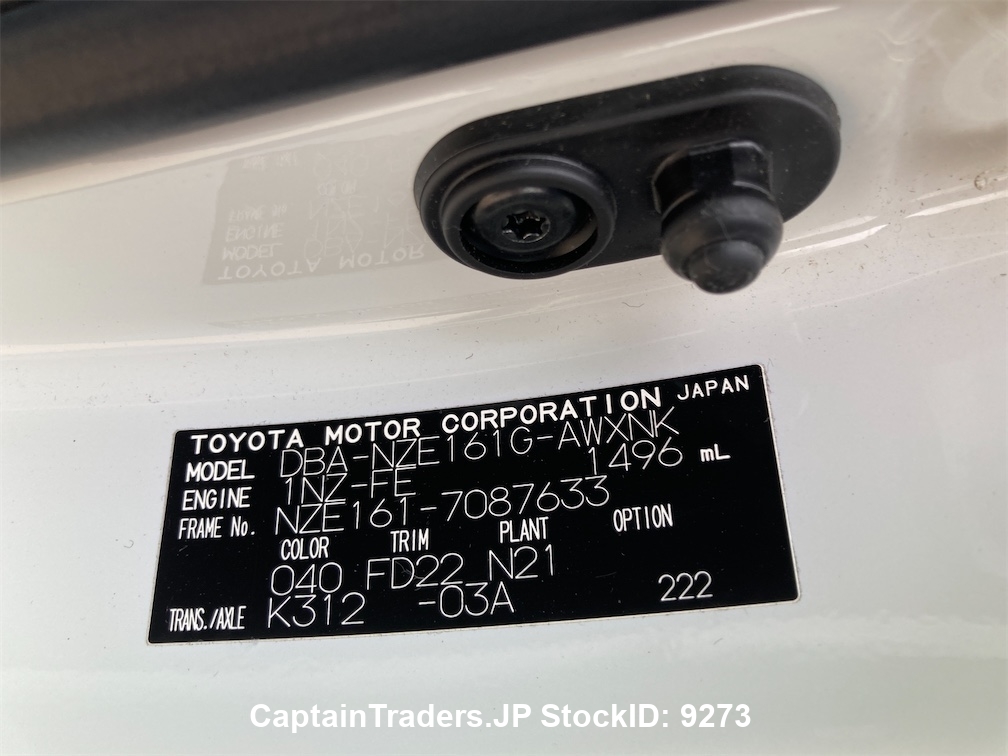 TOYOTA MOTOR CORPORATION JAPAN
MODEL DBA-NZE161G-AWXNK
ENGINE 1NZ-FE 1496 mL
FRAME No. NZE161-7087633
COLOR TRIM PLANT OPTION
040 FD22 N21
TRANS./AXLE K312 -03A 222
CaptainTraders.JP StockID: 9273